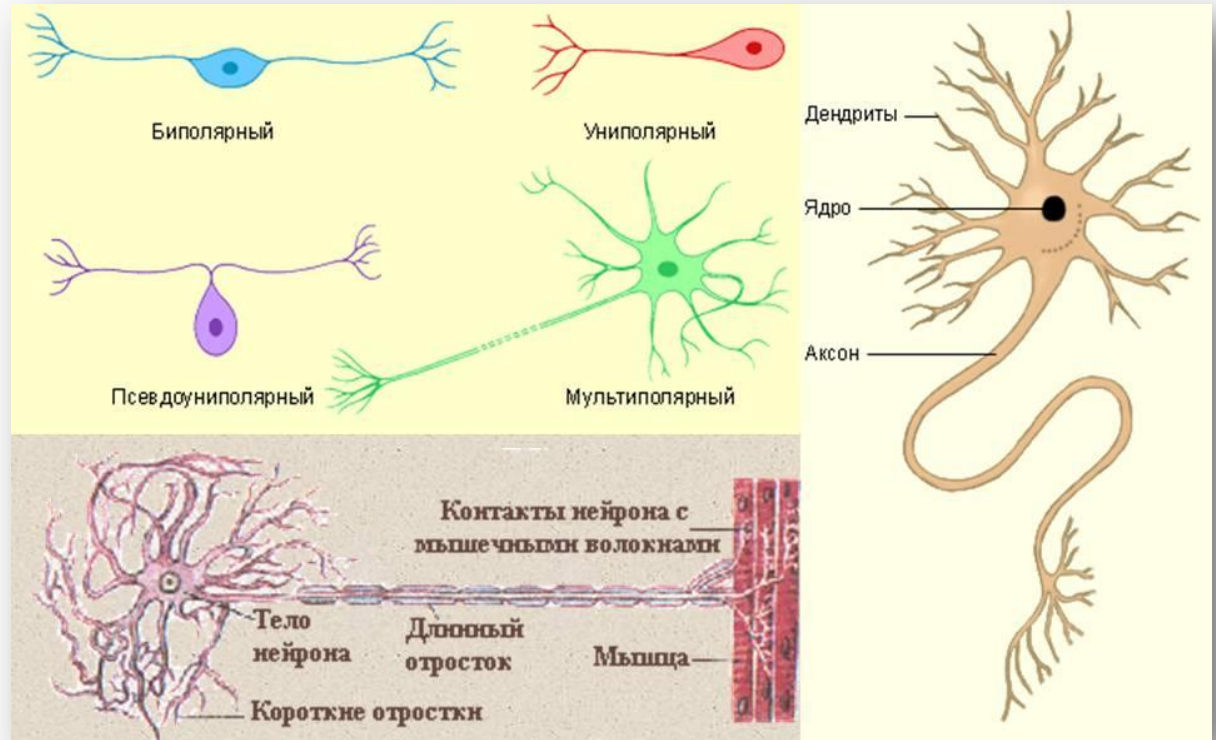 Биполярный
Униполярный
Псевдоуниполярный
Мультиполярный
Дендриты
Ядро
Аксон
Контакты нейрона с
мышечными волокнами
Тело
нейрона
Длинный
отросток
Мышца
Короткие отростки